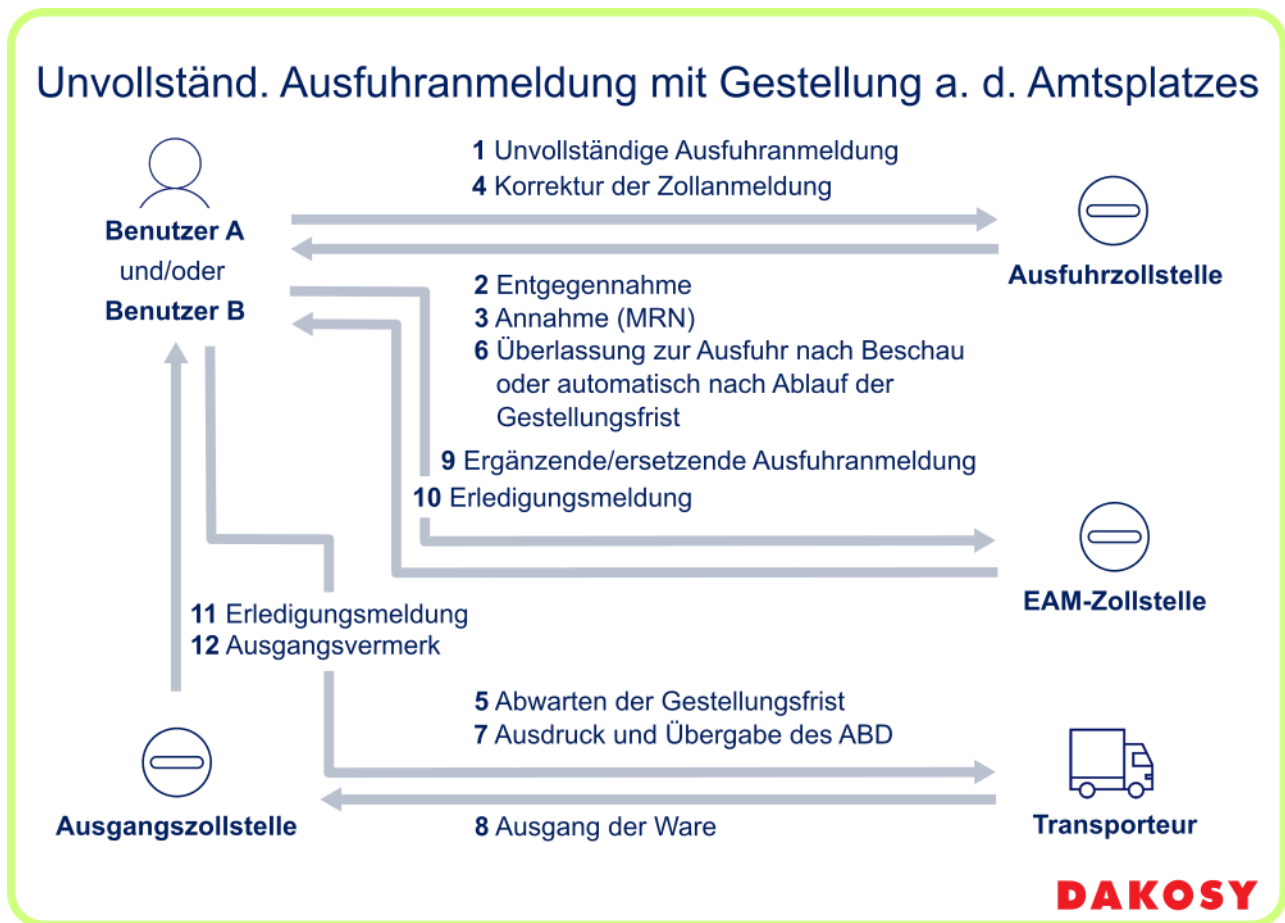 Unvollständ. Ausfuhranmeldung mit Gestellung a. d. Amtsplatzes
1 Unvollständige Ausfuhranmeldung
4 Korrektur der Zollanmeldung
Benutzer A
und/oder
Benutzer B
Ausfuhrzollstelle
2 Entgegennahme
3 Annahme (MRN)
6 Überlassung zur Ausfuhr nach Beschau
oder automatisch nach Ablauf der
Gestellungsfrist
9 Ergänzende/ersetzende Ausfuhranmeldung
10 Erledigungsmeldung
EAM-Zollstelle
11 Erledigungsmeldung
12 Ausgangsvermerk
5 Abwarten der Gestellungsfrist
7 Ausdruck und Übergabe des ABD
Ausgangszollstelle
8 Ausgang der Ware
Transporteur
DAKOSY